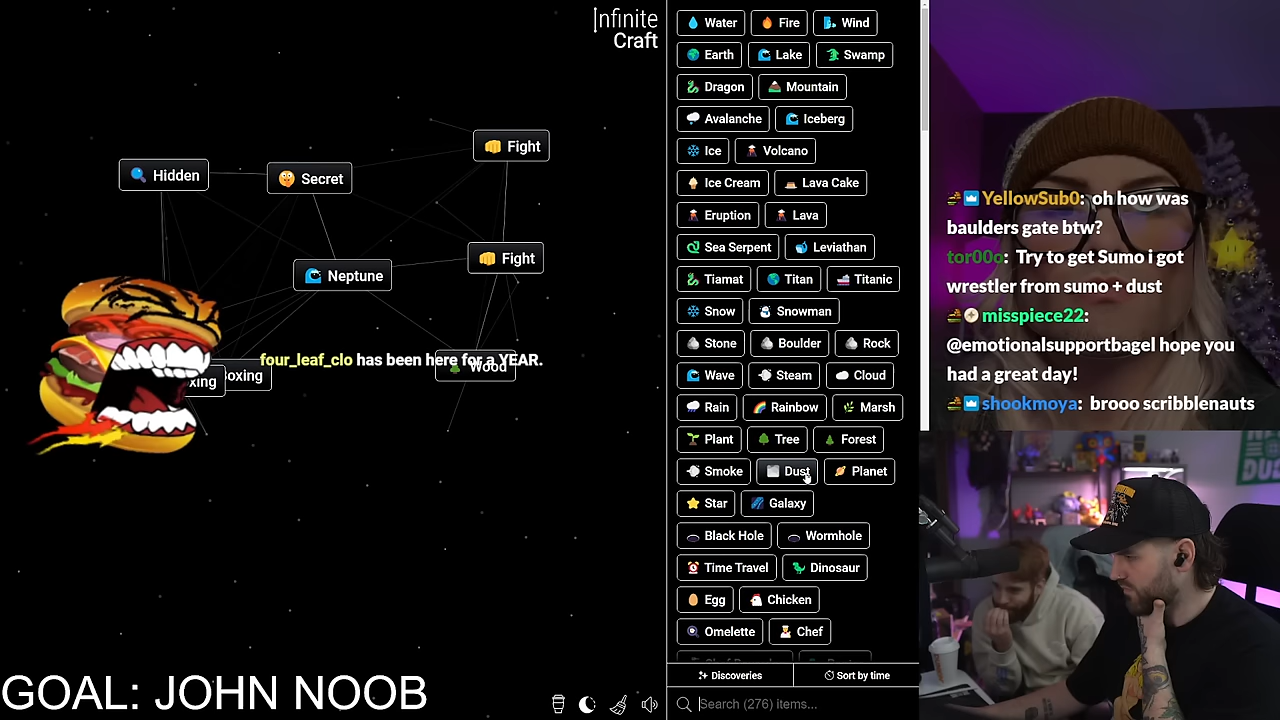 Infinite
Craft
Hidden
Secret
Fight
Neptune
Fight
four_leaf_clo has been here for a YEAR.
xing
Boxing
Wood
GOAL: JOHN NOOB
Water
Fire
Wind
Earth
Lake
Swamp
Dragon
Mountain
Avalanche
Iceberg
Ice
Volcano
Ice Cream
Lava Cake
Eruption
Lava
Sea Serpent
Leviathan
Tiamat
Titan
Titanic
Snow
Snowman
Stone
Boulder
Rock
Wave
Steam
Cloud
Rain
Rainbow
Marsh
Plant
Tree
Forest
Smoke
Dust
Planet
Star
Galaxy
Black Hole
Wormhole
Time Travel
Dinosaur
Egg
Chicken
Omelette
Chef
Discoveries
Sort by time
Search (276) items...
YellowSub0: oh how was
baulders gate btw?
tor00o: Try to get Sumo i got
wrestler from sumo + dust
misspiece22:
@emotionalsupportbagel hope you
had a great day!
shookmoya: brooo scribblenauts